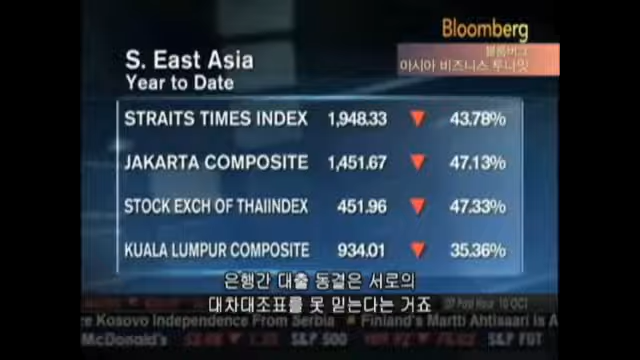 Bloomberg
블룸버그
아시아 비즈니스 투나잇
S. East Asia
Year to Date
STRAITS TIMES INDEX 1,948.33 ▼ 43.78%
JAKARTA COMPOSITE 1,451.67 ▼ 47.13%
STOCK EXCH OF THAIINDEX 451.96 ▼ 47.33%
KUALA LUMPUR COMPOSITE 934.01 ▼ 35.36%
은행간 대출 동결은 서로의
대차대조표를 못 믿는다는 거죠
10 OCT
re Kosovo Independence From Serbia Finland's Martti Ahtisaari is A
McDonald's S&P 500 S&P FUT